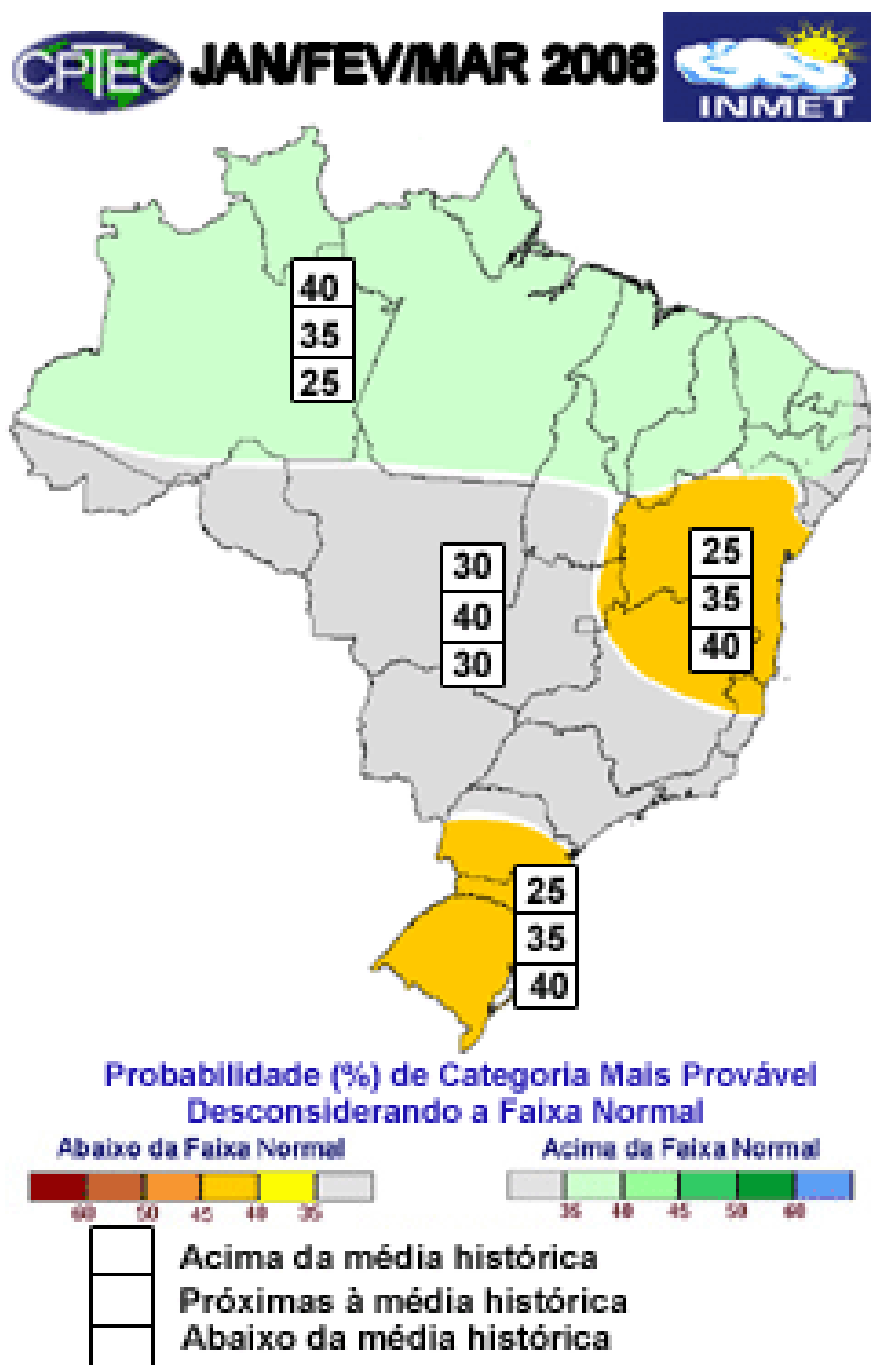 CPTEC JAN/FEV/MAR 2008 INMET
40
35
25
30
40
30
25
35
40
25
35
40
Probabilidade (%) de Categoria Mais Provável
Desconsiderando a Faixa Normal
Abaixo da Faixa Normal
Acima da Faixa Normal
60 50 45 40 35
35 40 45 50 60
Acima da média histórica
Próximas à média histórica
Abaixo da média histórica